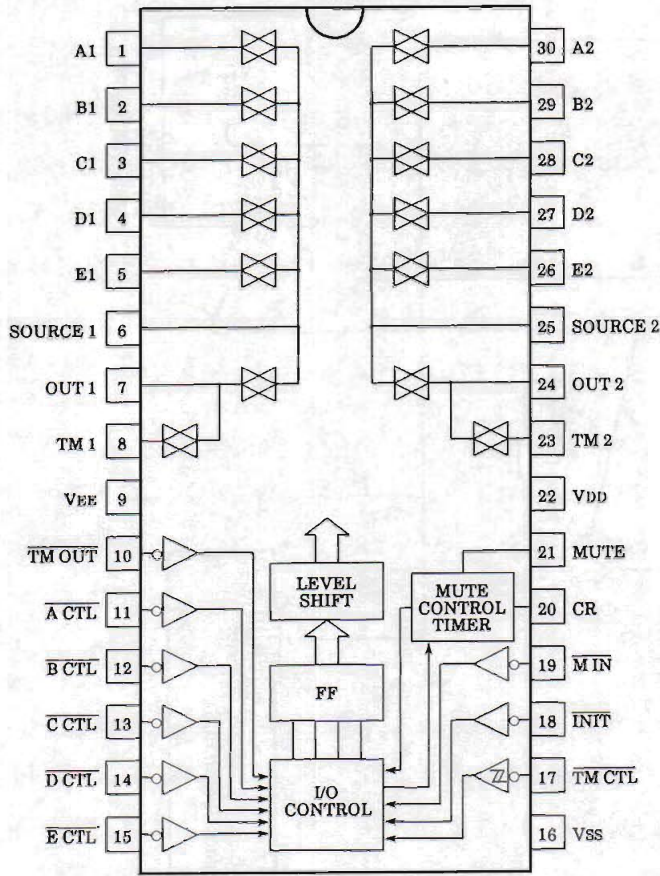 A1 1
B1 2
C1 3
D1 4
E1 5
SOURCE 1 6
OUT 1 7
TM 1 8
VEE 9
TM OUT 10
A CTL 11
B CTL 12
C CTL 13
D CTL 14
E CTL 15
30 A2
29 B2
28 C2
27 D2
26 E2
25 SOURCE 2
24 OUT 2
23 TM 2
22 VDD
21 MUTE
20 CR
19 M IN
18 INIT
17 TM CTL
16 VSS
LEVEL
SHIFT
FF
I/O
CONTROL
MUTE
CONTROL
TIMER